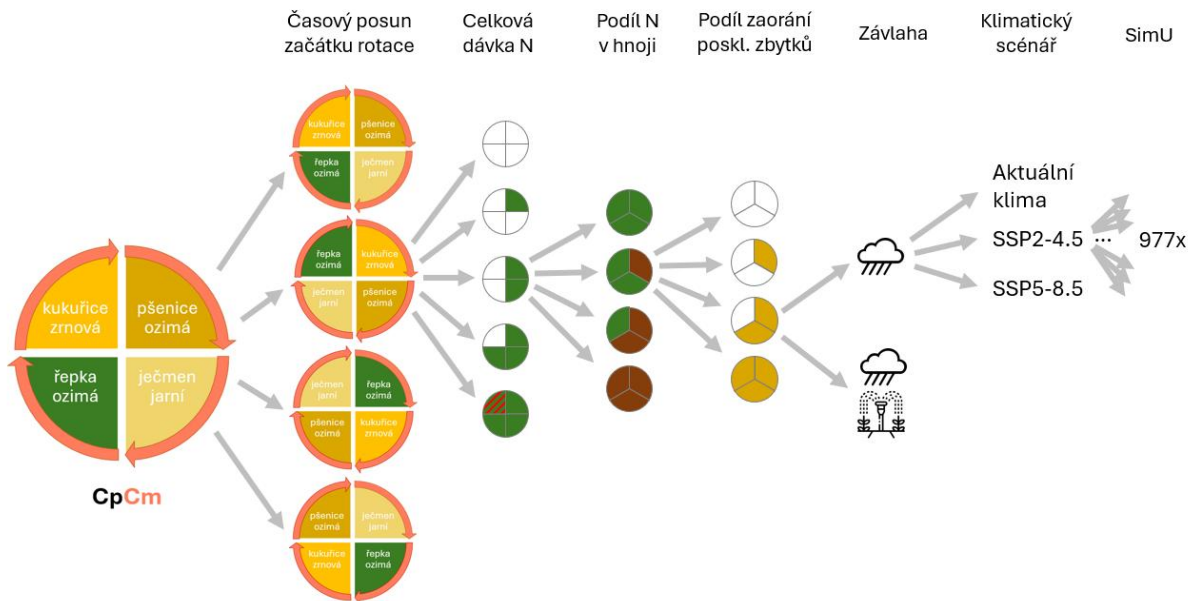 Časový posun
začátku rotace
Celková
dávka N
Podíl N
v hnoji
Podíl zaorání
poskl. zbytků
Závlaha
Klimatický
scénář
SimU
kukuřice
zrnová
pšenice
ozimá
řepka
ozimá
ječmen
jarní
CpCm
kukuřice
zrnová
pšenice
ozimá
řepka
ozimá
ječmen
jarní
řepka
ozimá
kukuřice
zrnová
ječmen
jarní
pšenice
ozimá
ječmen
jarní
řepka
ozimá
pšenice
ozimá
kukuřice
zrnová
pšenice
ozimá
ječmen
jarní
kukuřice
zrnová
řepka
ozimá
Aktuální
klima
SSP2-4.5 ...
977x
SSP5-8.5